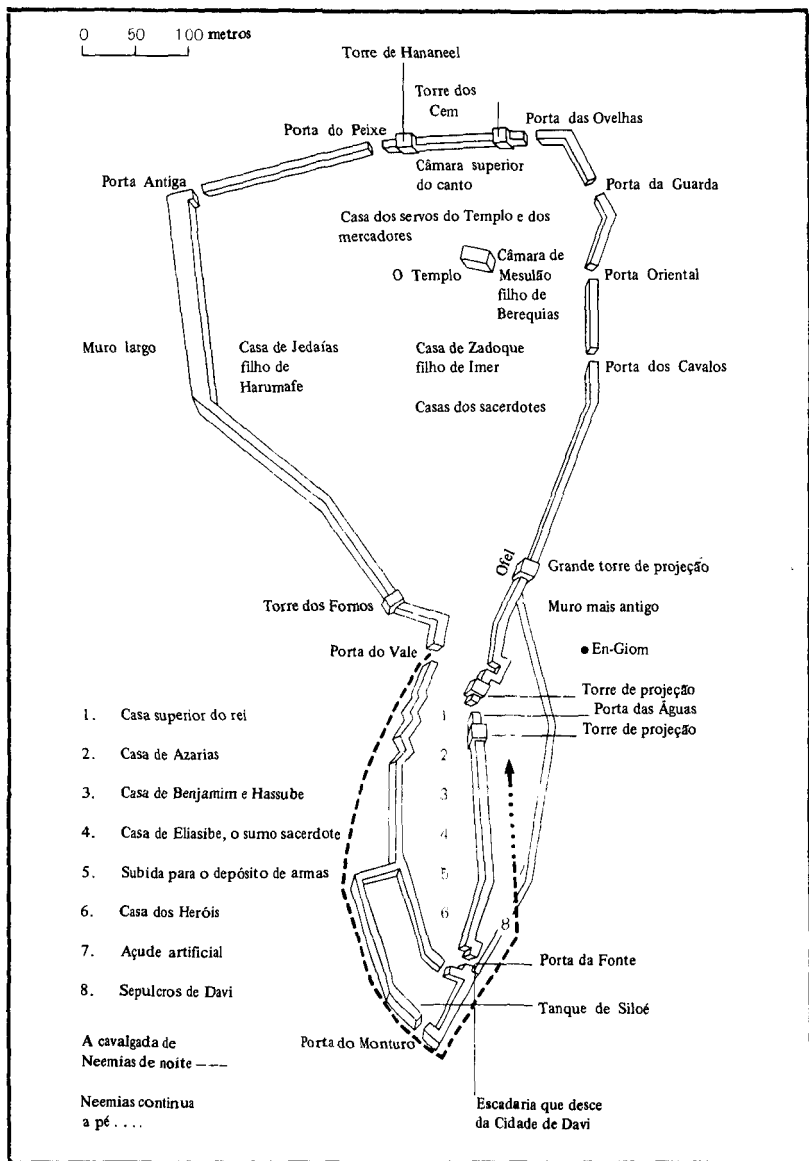 0 50 100 metros
Torre de Hananeel
Torre dos
Cem
Porta do Peixe
Porta das Ovelhas
Câmara superior
do canto
Porta Antiga
Porta da Guarda
Casa dos servos do Templo e dos
mercadores
O Templo
Câmara de
Mesulão
filho de
Berequias
Porta Oriental
Muro largo
Casa de Jedaías
filho de
Harumafe
Casa de Zadoque
filho de Imer
Porta dos Cavalos
Casas dos sacerdotes
Ofel
Grande torre de projeção
Torre dos Fornos
Muro mais antigo
Porta do Vale
En-Giom
Torre de projeção
Porta das Águas
Torre de projeção
1. Casa superior do rei
2. Casa de Azarias
3. Casa de Benjamim e Hassube
4. Casa de Eliasibe, o sumo sacerdote
5. Subida para o depósito de armas
6. Casa dos Heróis
7. Açude artificial
8. Sepulcros de Davi
1
2
3
4
5
6
8
Porta da Fonte
Tanque de Siloé
Porta do Monturo
A cavalgada de
Neemias de noite ---
Neemias continua
a pé . . . .
Escadaria que desce
da Cidade de Davi